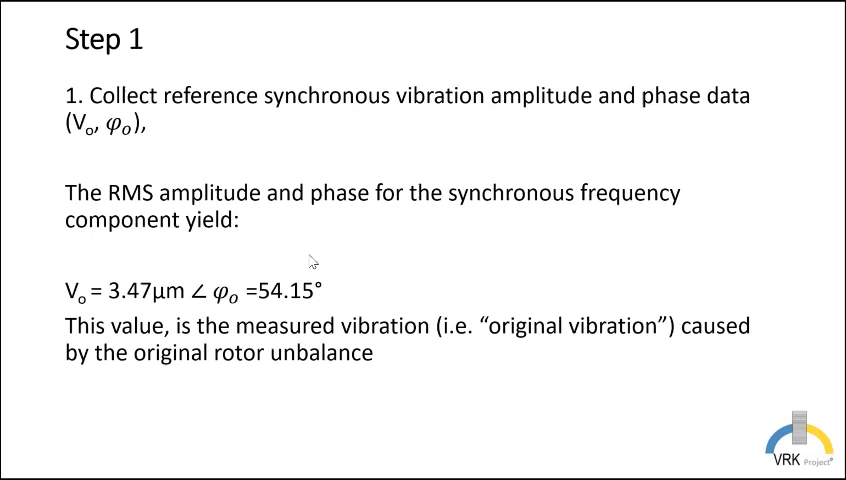 Step 1
1. Collect reference synchronous vibration amplitude and phase data
(Vₒ, 𝜑ₒ),
The RMS amplitude and phase for the synchronous frequency
component yield:
Vₒ = 3.47µm ∠ 𝜑ₒ =54.15°
This value, is the measured vibration (i.e. “original vibration”) caused
by the original rotor unbalance
VRK Project®